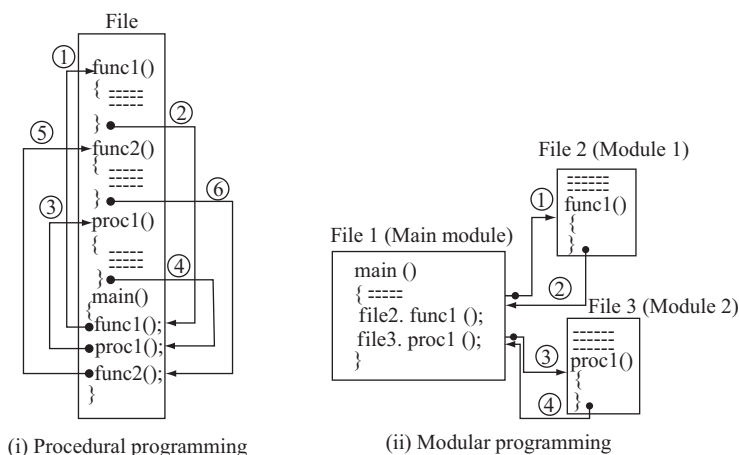 File
①
func1()
{
-----
-----
②
}
⑤
func2()
{
-----
-----
}
⑥
③
proc1()
{
-----
-----
④
}
main()
{
func1();
proc1();
func2();
}
(i) Procedural programming
File 2 (Module 1)
------
------
func1()
{
}
①
File 1 (Main module)
main ()
{ -----
file2. func1 ();
file3. proc1 ();
}
②
File 3 (Module 2)
------
------
------
proc1()
{
}
③
④
(ii) Modular programming